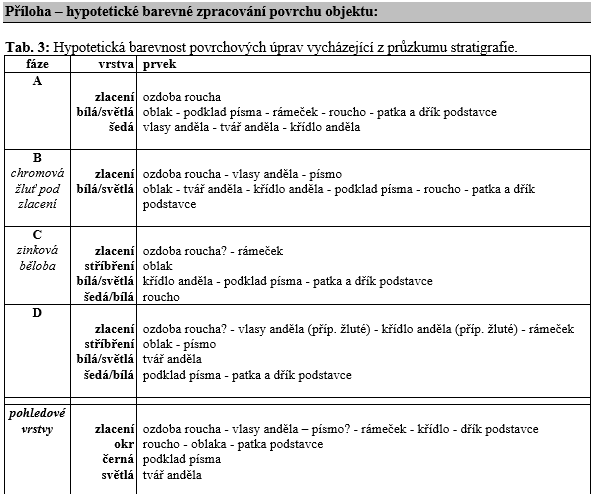 Příloha – hypotetické barevné zpracování povrchu objektu:
Tab. 3: Hypotetická barevnost povrchových úprav vycházející z průzkumu stratigrafie.
fáze vrstva prvek
A
zlacení ozdoba roucha
bílá/světlá oblak - podklad písma - rámeček - roucho - patka a dřík podstavce
šedá vlasy anděla - tvář anděla - křídlo anděla
B
chromová žluť pod zlacení
zlacení ozdoba roucha - vlasy anděla - písmo
bílá/světlá oblak - tvář anděla - křídlo anděla - podklad písma - roucho - patka a dřík
podstavce
C
zinková běloba
zlacení ozdoba roucha? - rámeček
stříbření oblak
bílá/světlá křídlo anděla - podklad písma - patka a dřík podstavce
šedá/bílá roucho
D
zlacení ozdoba roucha? - vlasy anděla (příp. žluté) - křídlo anděla (příp. žluté) - rámeček
stříbření oblak - písmo
bílá/světlá tvář anděla
šedá/bílá podklad písma - patka a dřík podstavce
pohledové vrstvy
zlacení ozdoba roucha - vlasy anděla – písmo? - rámeček - křídlo - dřík podstavce
okr roucho - oblaka - patka podstavce
černá podklad písma
světlá tvář anděla